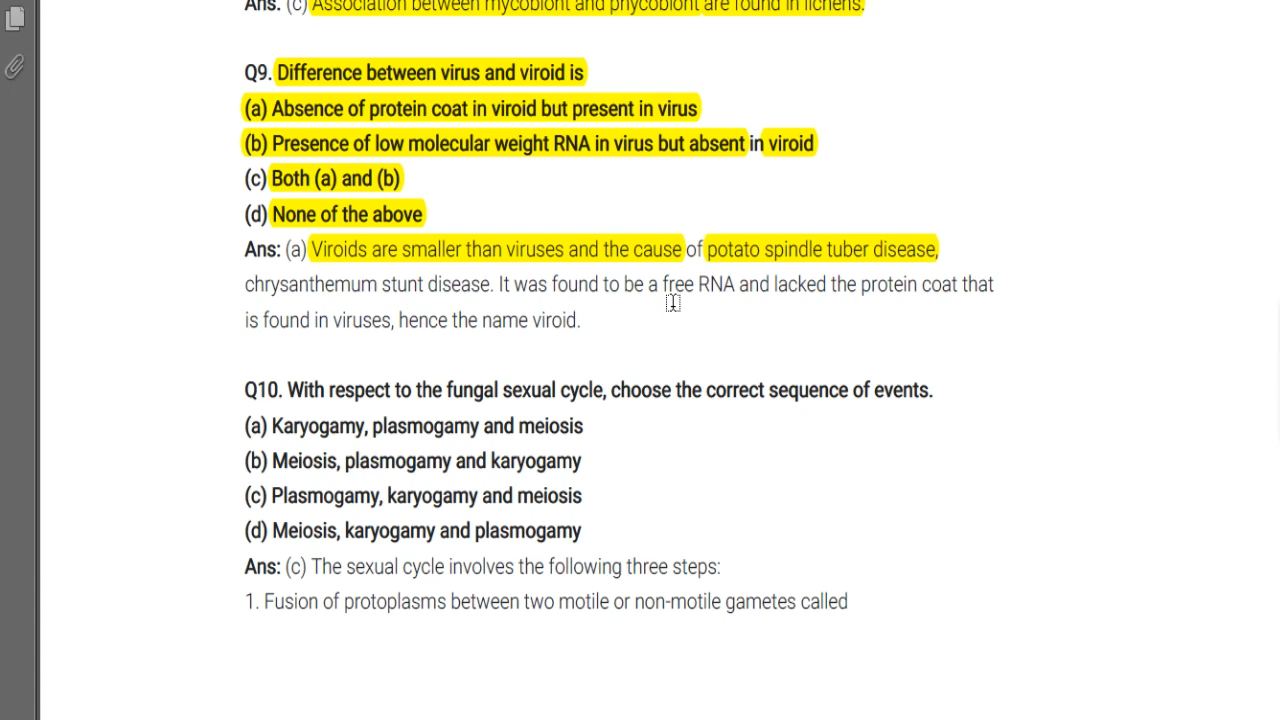 Ans: (c) Association between mycobiont and phycobiont are found in lichens.
Q9. Difference between virus and viroid is
(a) Absence of protein coat in viroid but present in virus
(b) Presence of low molecular weight RNA in virus but absent in viroid
(c) Both (a) and (b)
(d) None of the above
Ans: (a) Viroids are smaller than viruses and the cause of potato spindle tuber disease,
chrysanthemum stunt disease. It was found to be a free RNA and lacked the protein coat that
is found in viruses, hence the name viroid.
Q10. With respect to the fungal sexual cycle, choose the correct sequence of events.
(a) Karyogamy, plasmogamy and meiosis
(b) Meiosis, plasmogamy and karyogamy
(c) Plasmogamy, karyogamy and meiosis
(d) Meiosis, karyogamy and plasmogamy
Ans: (c) The sexual cycle involves the following three steps:
1. Fusion of protoplasms between two motile or non-motile gametes called